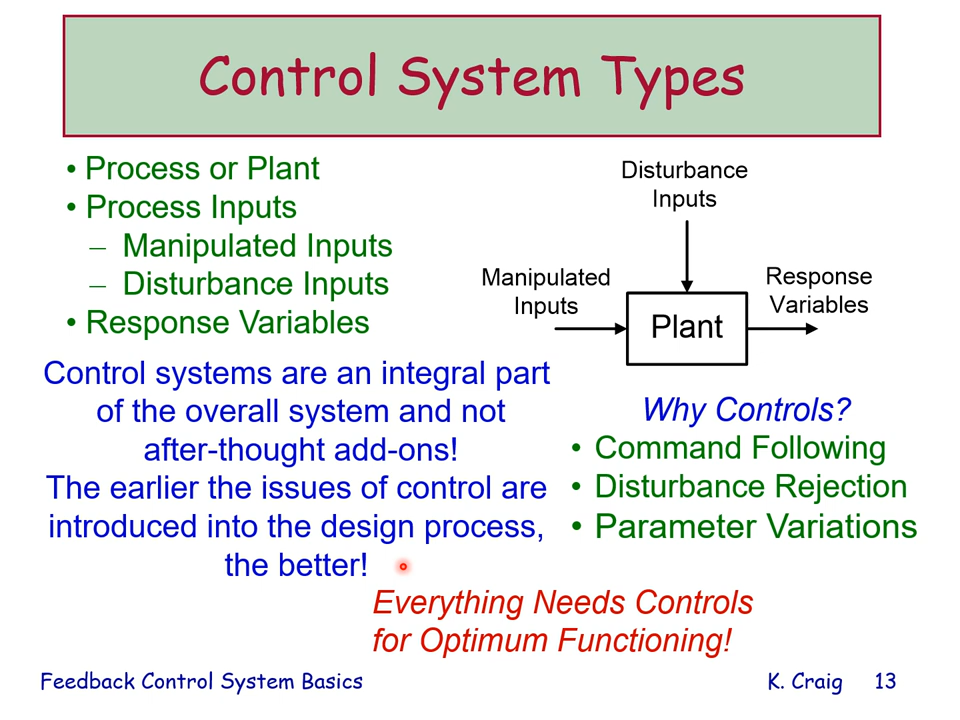 Control System Types
• Process or Plant
• Process Inputs
– Manipulated Inputs
– Disturbance Inputs
• Response Variables
Disturbance
Inputs
Manipulated
Inputs
Plant
Response
Variables
Control systems are an integral part
of the overall system and not
after-thought add-ons!
The earlier the issues of control are
introduced into the design process,
the better!
Why Controls?
• Command Following
• Disturbance Rejection
• Parameter Variations
Everything Needs Controls
for Optimum Functioning!
Feedback Control System Basics
K. Craig 13